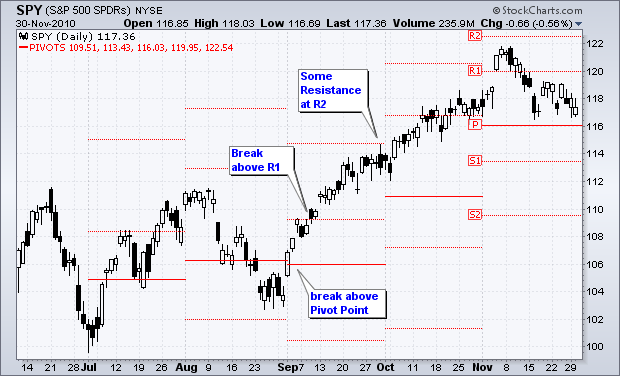 SPY (S&P 500 SPDRs) NYSE © StockCharts.com
30-Nov-2010 Open 116.85 High 118.03 Low 116.69 Last 117.36 Volume 235.9M Chg -0.66 (-0.56%)
SPY (Daily) 117.36
PIVOTS 109.51, 113.43, 116.03, 119.95, 122.54
R2
122
Some
Resistance
at R2
R1
120
118
P
116
Break
above R1
114
S1
112
110
S2
108
106
break above
Pivot Point
104
102
100
14 21 28 Jul 12 19 26 Aug 9 16 23 Sep 7 13 20 27 Oct 11 18 25 Nov 8 15 22 29